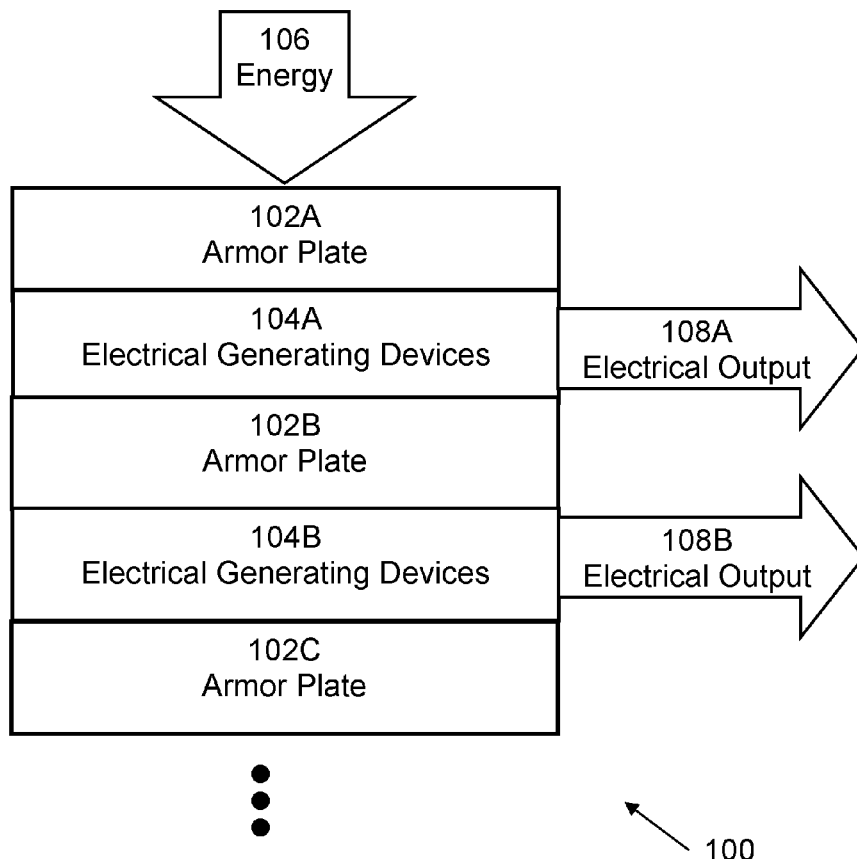 106
Energy
102A
Armor Plate
104A
Electrical Generating Devices
108A
Electrical Output
102B
Armor Plate
104B
Electrical Generating Devices
108B
Electrical Output
102C
Armor Plate
100